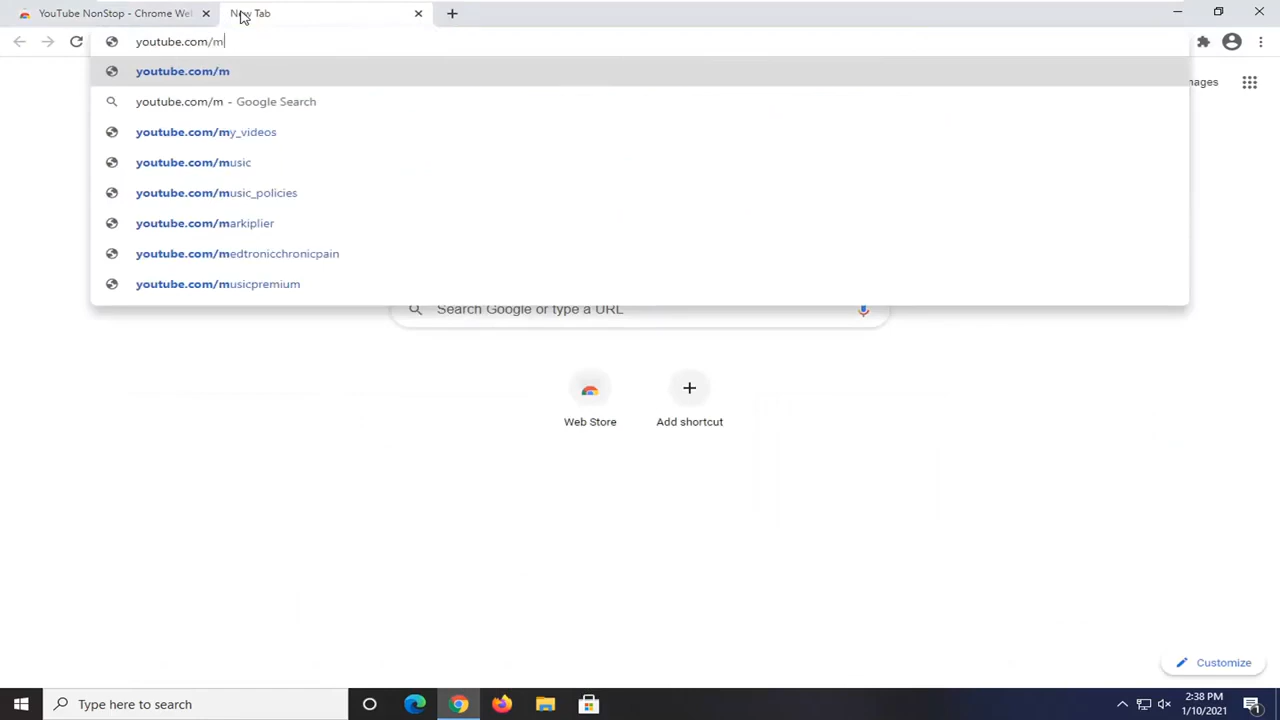 YouTube NonStop - Chrome Wel
New Tab
youtube.com/m
youtube.com/m
youtube.com/m - Google Search
youtube.com/my_videos
youtube.com/music
youtube.com/music_policies
youtube.com/markiplier
youtube.com/medtronicchronicpain
youtube.com/musicpremium
Search Google or type a URL
Web Store
Add shortcut
Customize
Type here to search
2:38 PM
1/10/2021
1